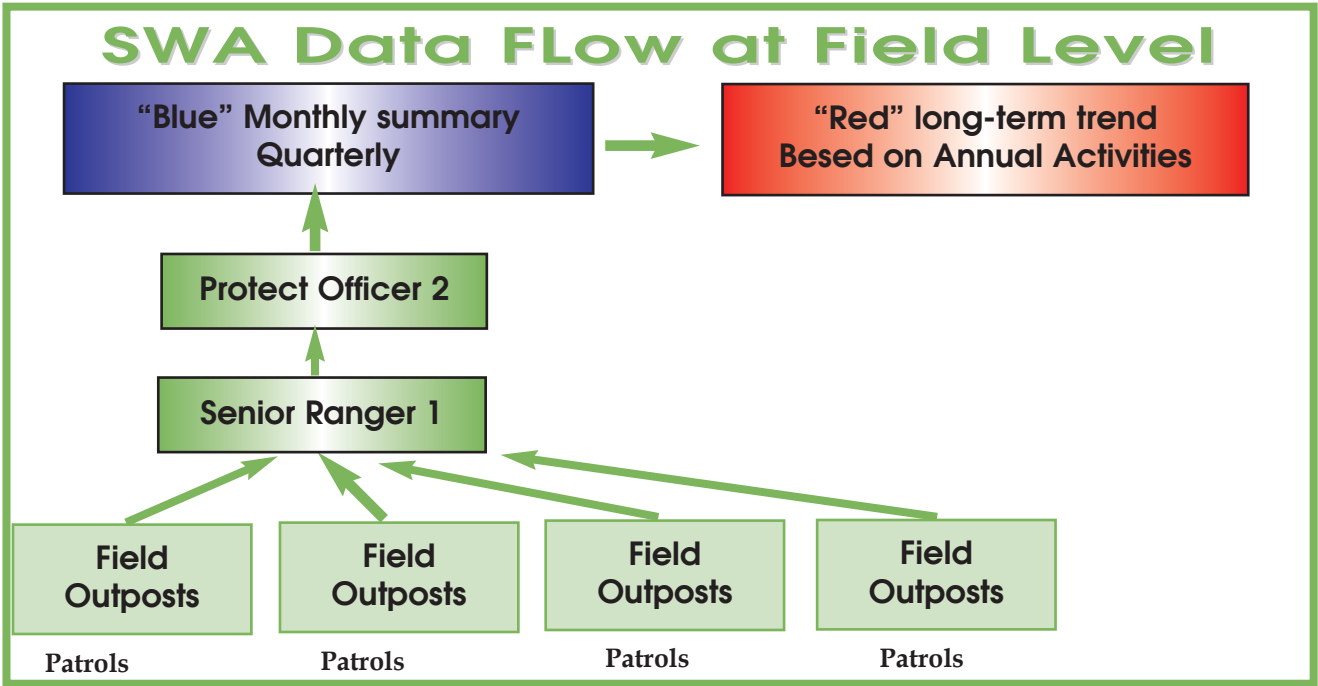 SWA Data FLow at Field Level
“Blue” Monthly summary
Quarterly
“Red” long-term trend
Besed on Annual Activities
Protect Officer 2
Senior Ranger 1
Field
Outposts
Field
Outposts
Field
Outposts
Field
Outposts
Patrols
Patrols
Patrols
Patrols